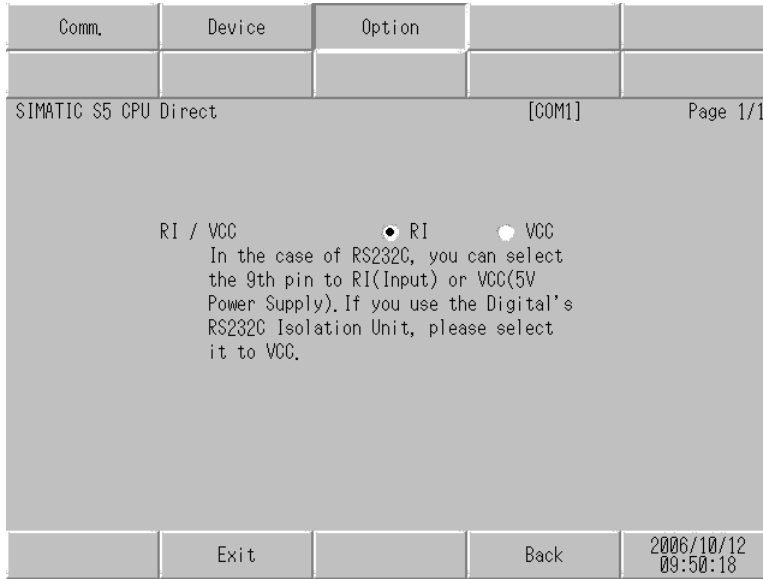 Comm. Device Option
SIMATIC S5 CPU Direct [COM1] Page 1/1
RI / VCC RI VCC
In the case of RS232C, you can select
the 9th pin to RI(Input) or VCC(5V
Power Supply).If you use the Digital's
RS232C Isolation Unit, please select
it to VCC.
Exit Back 2006/10/12
09:50:18